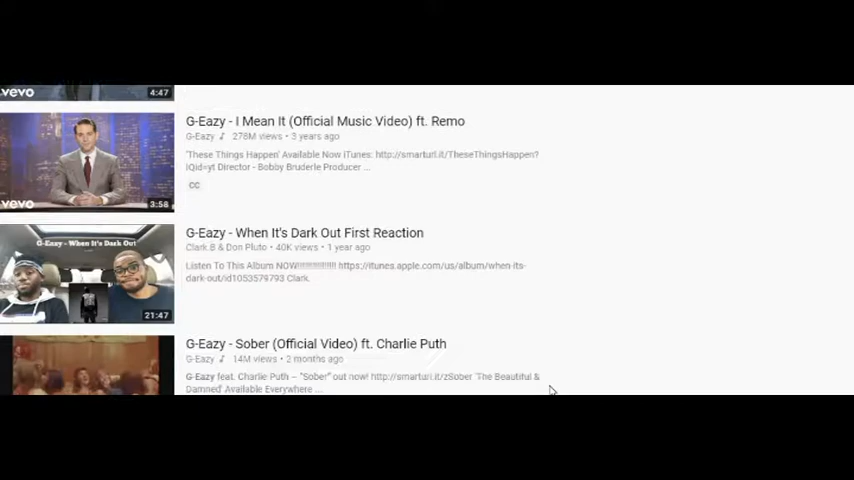 vevo
4:47
G-Eazy - I Mean It (Official Music Video) ft. Remo
G-Eazy ♪ 278M views • 3 years ago
'These Things Happen' Available Now iTunes: http://smarturl.it/TheseThingsHappen?
IQid=yt Director - Bobby Bruderle Producer ...
CC
vevo
3:58
G-Eazy - When It's Dark Out First Reaction
Clark.B & Don Pluto • 40K views • 1 year ago
Listen To This Album NOW!!!!!!!!!!!!!!!! https://itunes.apple.com/us/album/when-its-
dark-out/id1053579793 Clark.
G-Eazy - When It's Dark Out
21:47
G-Eazy - Sober (Official Video) ft. Charlie Puth
G-Eazy ♪ 14M views • 2 months ago
G-Eazy feat. Charlie Puth – "Sober" out now! http://smarturl.it/zSober 'The Beautiful &
Damned' Available Everywhere ...